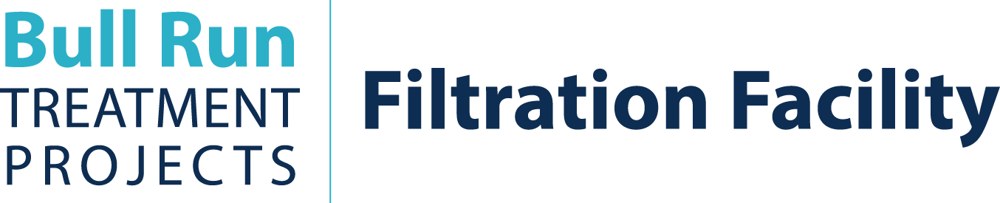 Bull Run
TREATMENT
PROJECTS
Filtration Facility